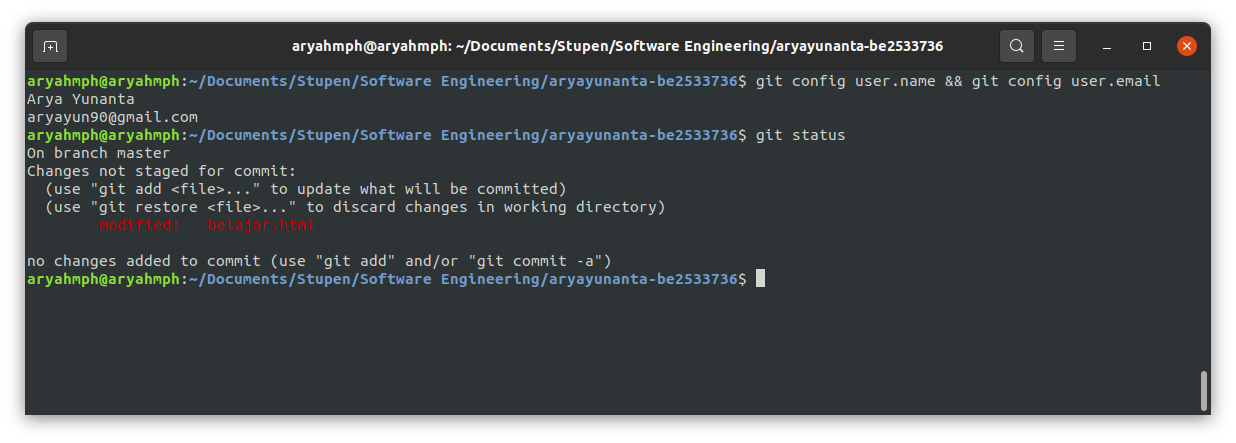 aryahmph@aryahmph: ~/Documents/Stupen/Software Engineering/aryayunanta-be2533736
aryahmph@aryahmph:~/Documents/Stupen/Software Engineering/aryayunanta-be2533736$ git config user.name && git config user.email
Arya Yunanta
aryayun90@gmail.com
aryahmph@aryahmph:~/Documents/Stupen/Software Engineering/aryayunanta-be2533736$ git status
On branch master
Changes not staged for commit:
  (use "git add <file>..." to update what will be committed)
  (use "git restore <file>..." to discard changes in working directory)
        modified:   belajar.html

no changes added to commit (use "git add" and/or "git commit -a")
aryahmph@aryahmph:~/Documents/Stupen/Software Engineering/aryayunanta-be2533736$